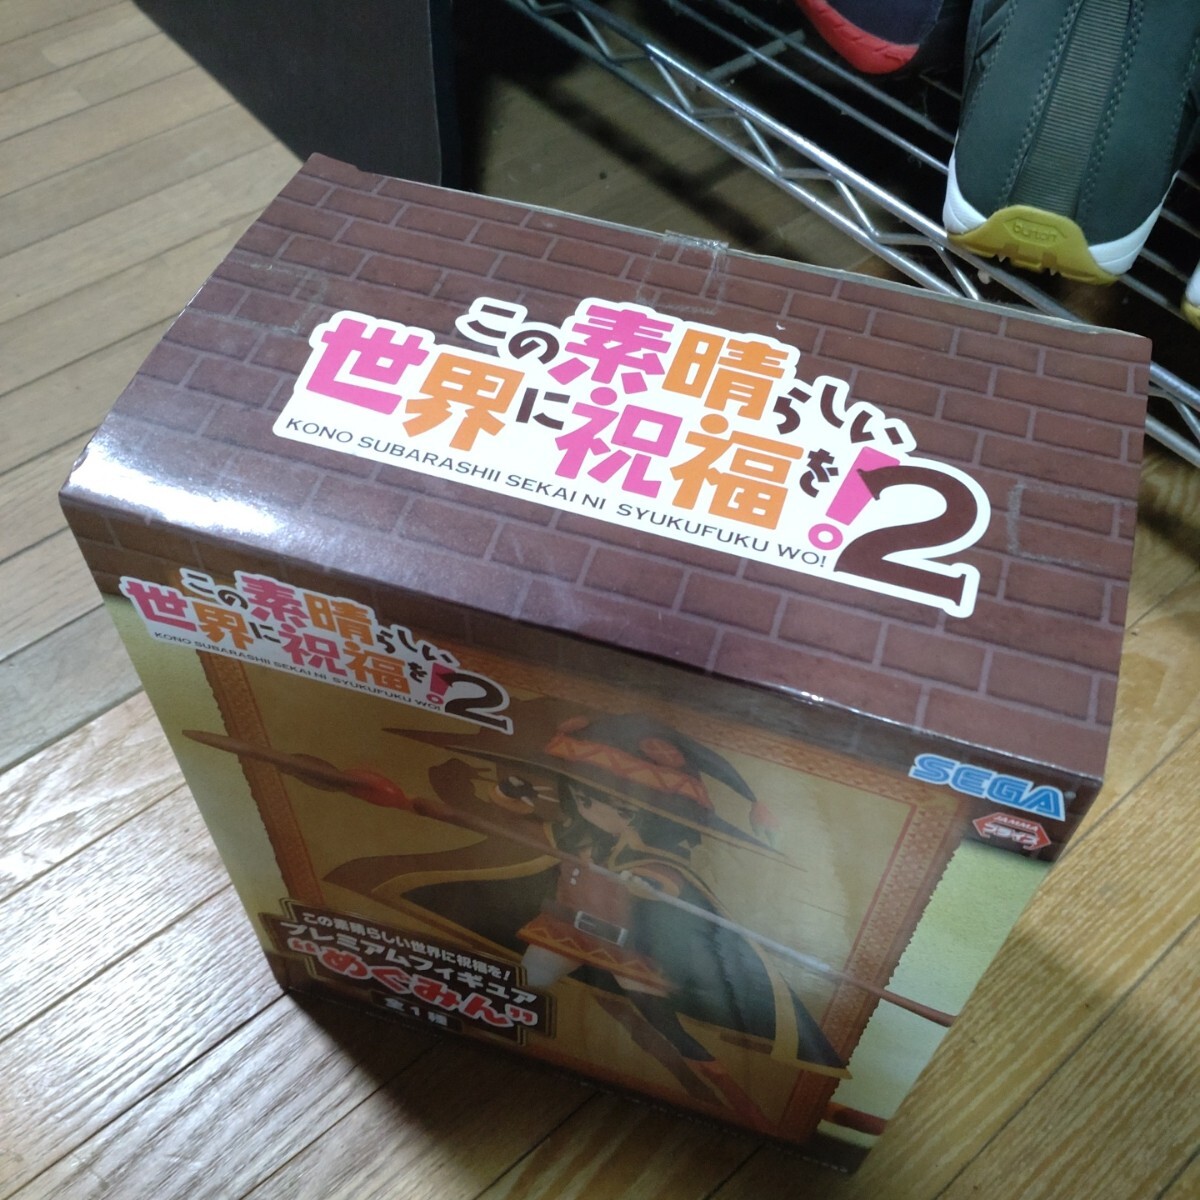 この素晴らしい
世界に祝福を!2
KONO SUBARASHII SEKAI NI SYUKUFUKU WO!
この素晴らしい
世界に祝福を!2
KONO SUBARASHII SEKAI NI SYUKUFUKU WO!
SEGA
JAMMA
プライズ
この素晴らしい世界に祝福を!
プレミアムフィギュア
“めぐみん”
全1種
burton